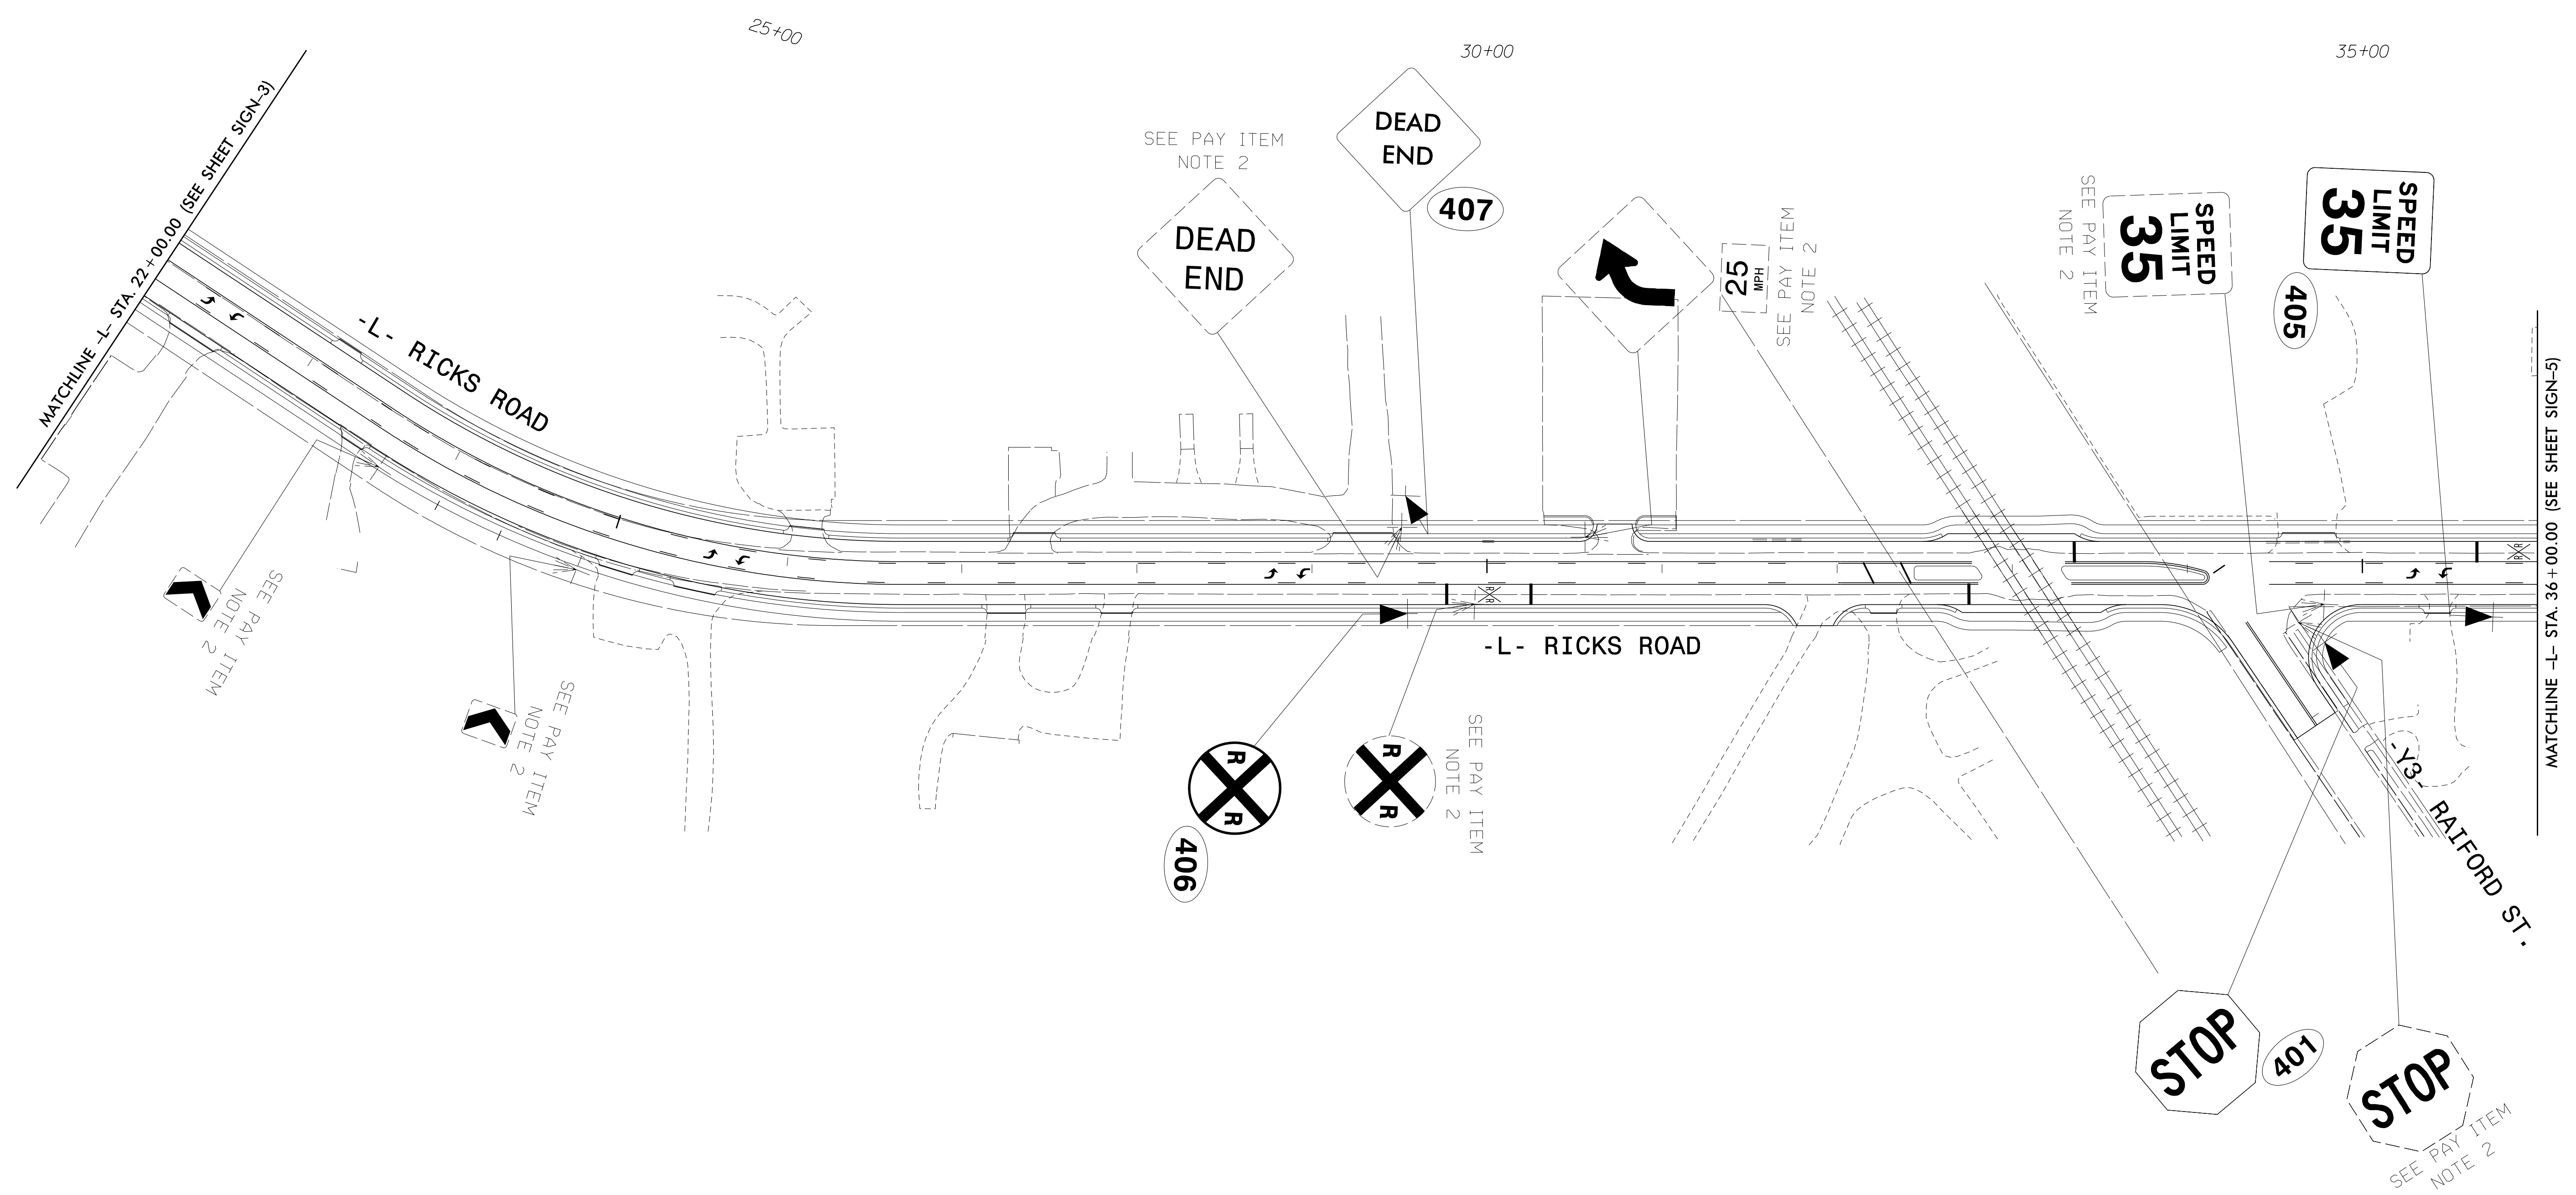 25+00
30+00
35+00
MATCHLINE -L- STA. 22+00.00 (SEE SHEET SIGN-3)
-L- RICKS ROAD
SEE PAY ITEM
NOTE 2
DEAD
END
DEAD
END
407
25
MPH
SEE PAY ITEM
NOTE 2
SEE PAY ITEM
NOTE 2
SPEED
LIMIT
35
SPEED
LIMIT
35
405
MATCHLINE -L- STA. 36+00.00 (SEE SHEET SIGN-5)
SEE PAY ITEM
NOTE 2
SEE PAY ITEM
NOTE 2
R R
R R
-L- RICKS ROAD
R
R
406
R
R
SEE PAY ITEM
NOTE 2
-Y3- RAIFORD ST.
STOP
401
STOP
SEE PAY ITEM
NOTE 2